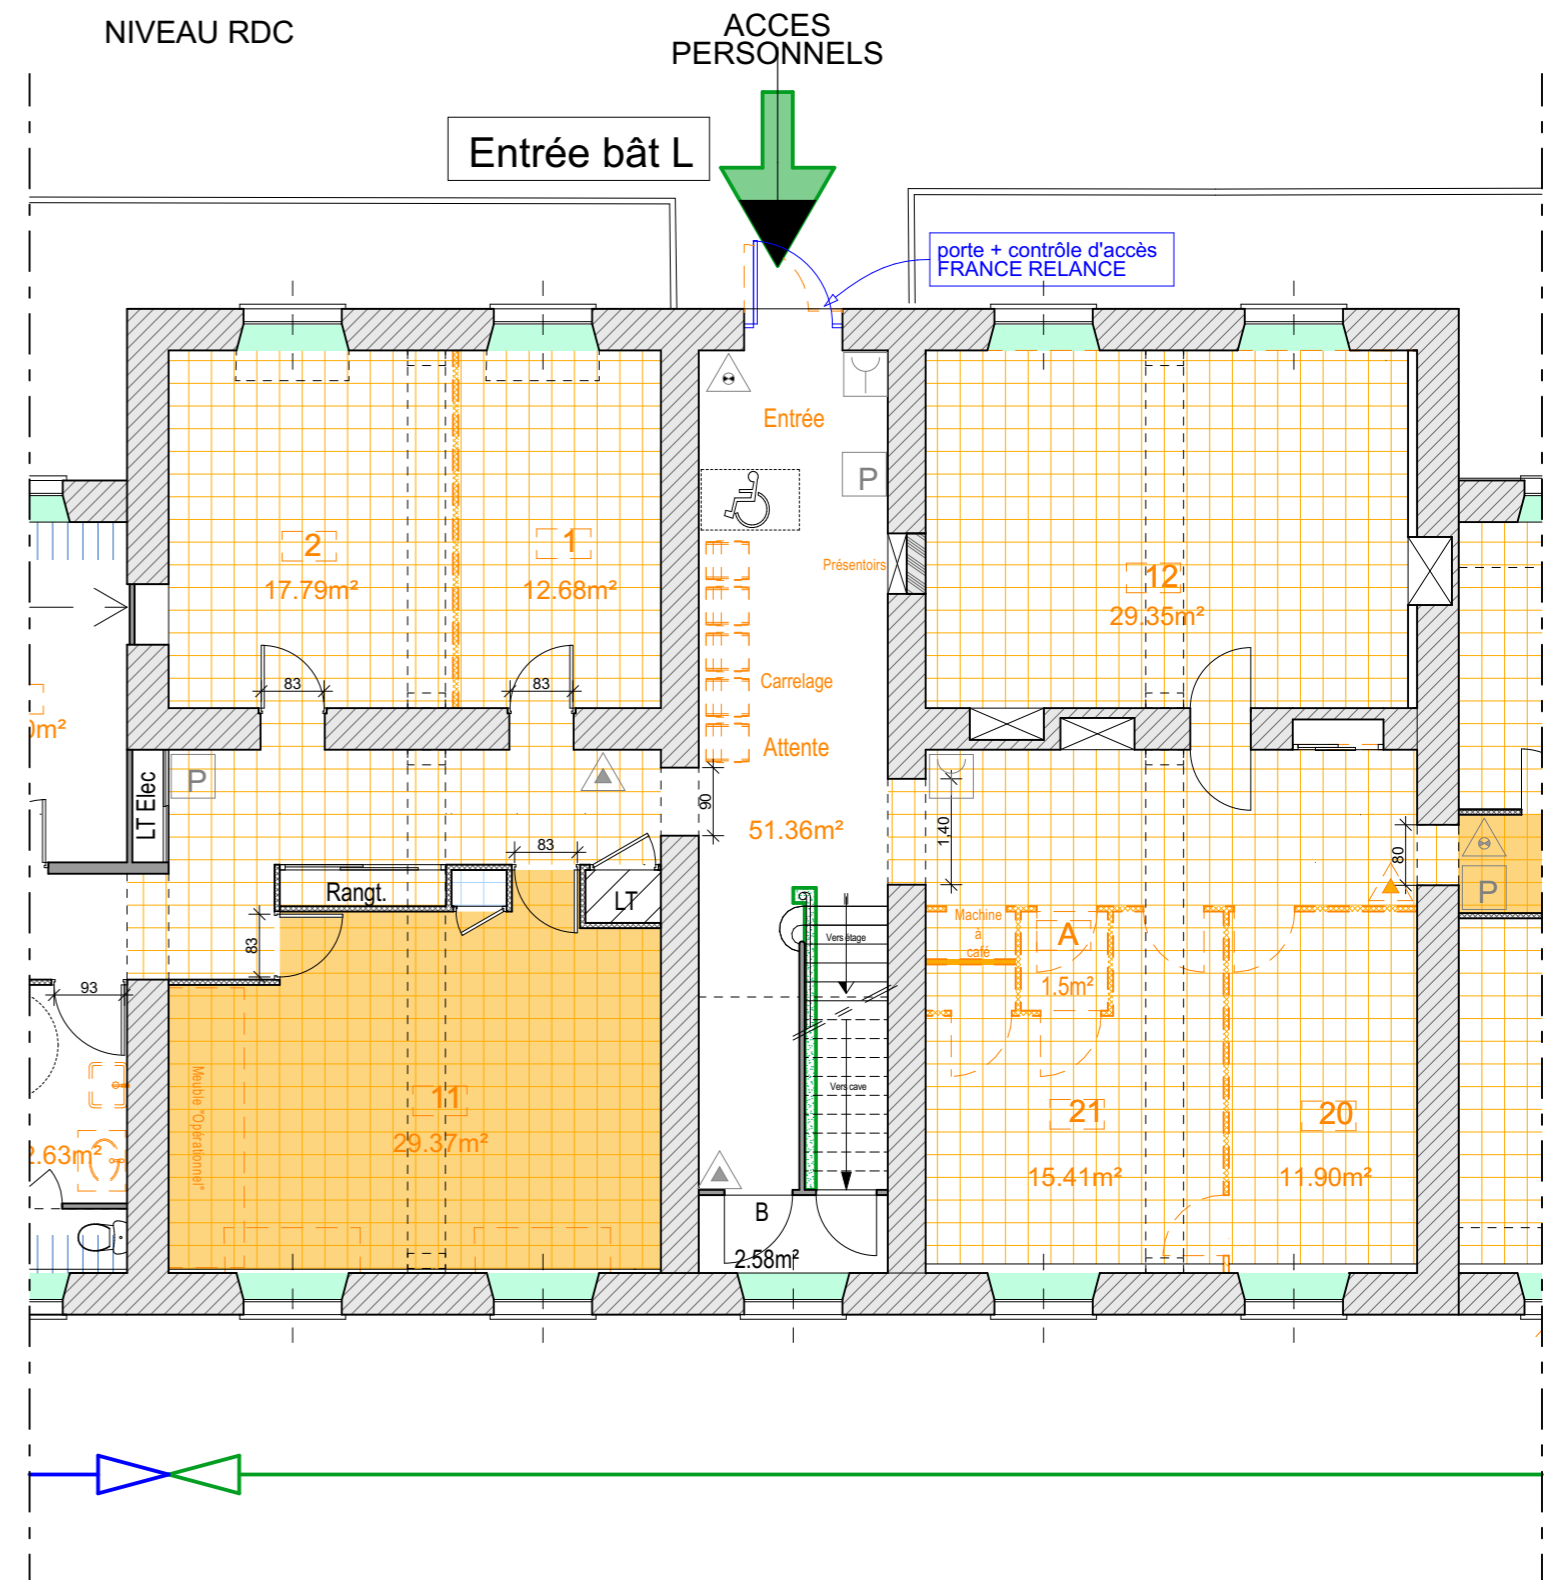 NIVEAU RDC
ACCES
PERSONNELS
Entrée bât L
porte + contrôle d'accès
FRANCE RELANCE
Entrée
P
2
17.79m²
1
12.68m²
Présentoirs
12
29.35m²
83
83
Carrelage
Attente
0m²
LT Elec
P
90
51.36m²
1,40
80
P
83
Rangt.
LT
83
Vers étage
Machine
à
café
A
1.5m²
93
Meuble "Opérationnel"
11
29.37m²
Vers cave
21
15.41m²
20
11.90m²
2.63m²
B
2.58m²